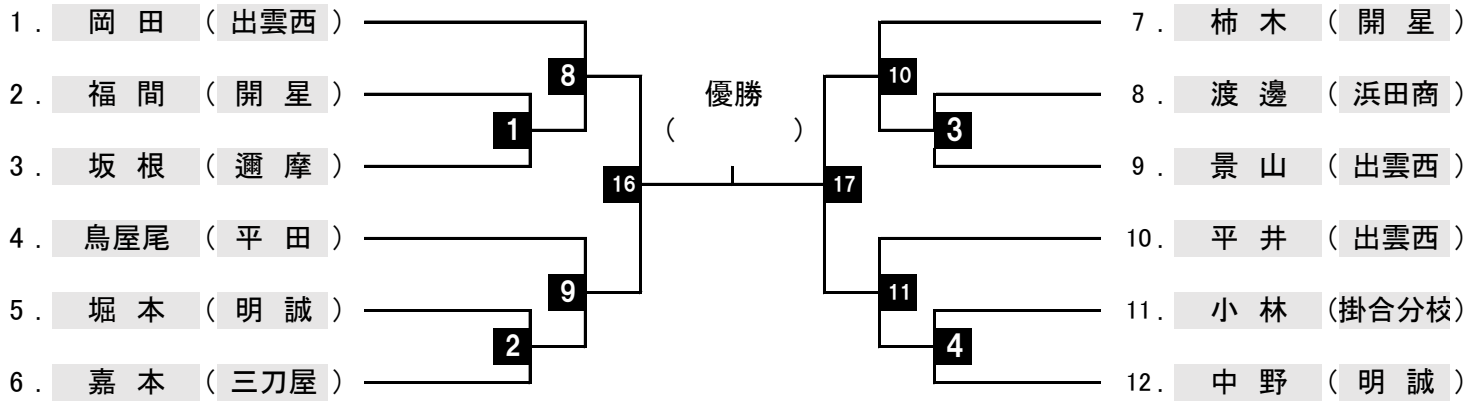 1. 岡 田 ( 出雲西 )
2. 福 間 ( 開 星 )
3. 坂 根 ( 邇 摩 )
4. 鳥屋尾 ( 平 田 )
5. 堀 本 ( 明 誠 )
6. 嘉 本 ( 三刀屋 )
8
1
16
9
2
優勝
( )
10
3
17
11
4
7. 柿 木 ( 開 星 )
8. 渡 邊 ( 浜田商 )
9. 景 山 ( 出雲西 )
10. 平 井 ( 出雲西 )
11. 小 林 (掛合分校)
12. 中 野 ( 明 誠 )